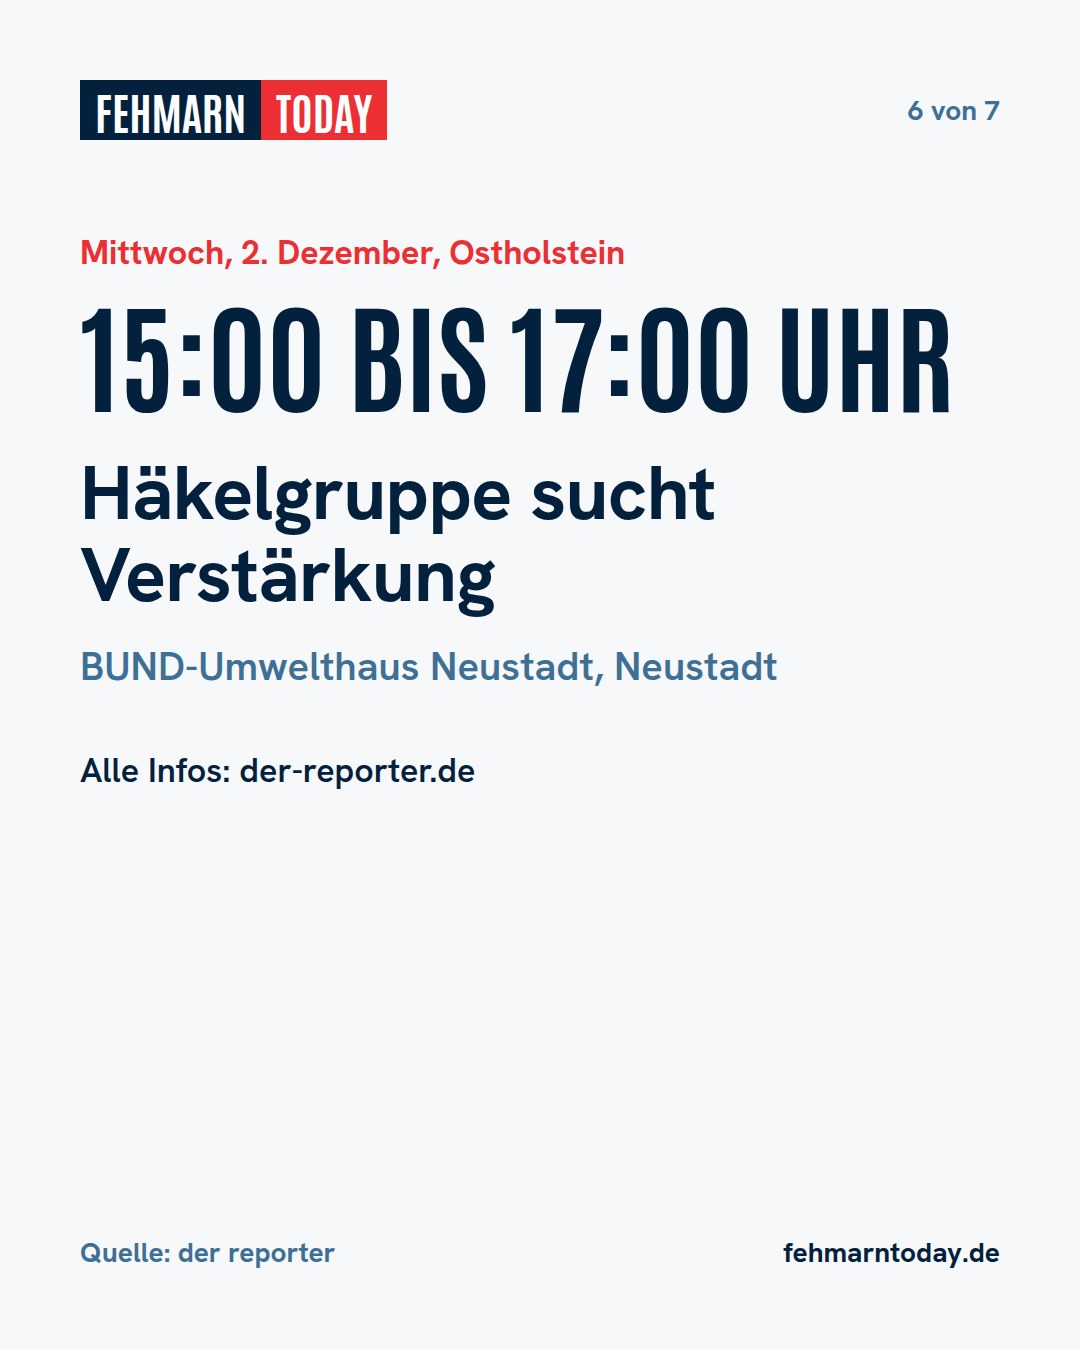 FEHMARN TODAY
6 von 7
Mittwoch, 2. Dezember, Ostholstein
15:00 BIS 17:00 UHR
Häkelgruppe sucht
Verstärkung
BUND-Umwelthaus Neustadt, Neustadt
Alle Infos: der-reporter.de
Quelle: der reporter
fehmarntoday.de